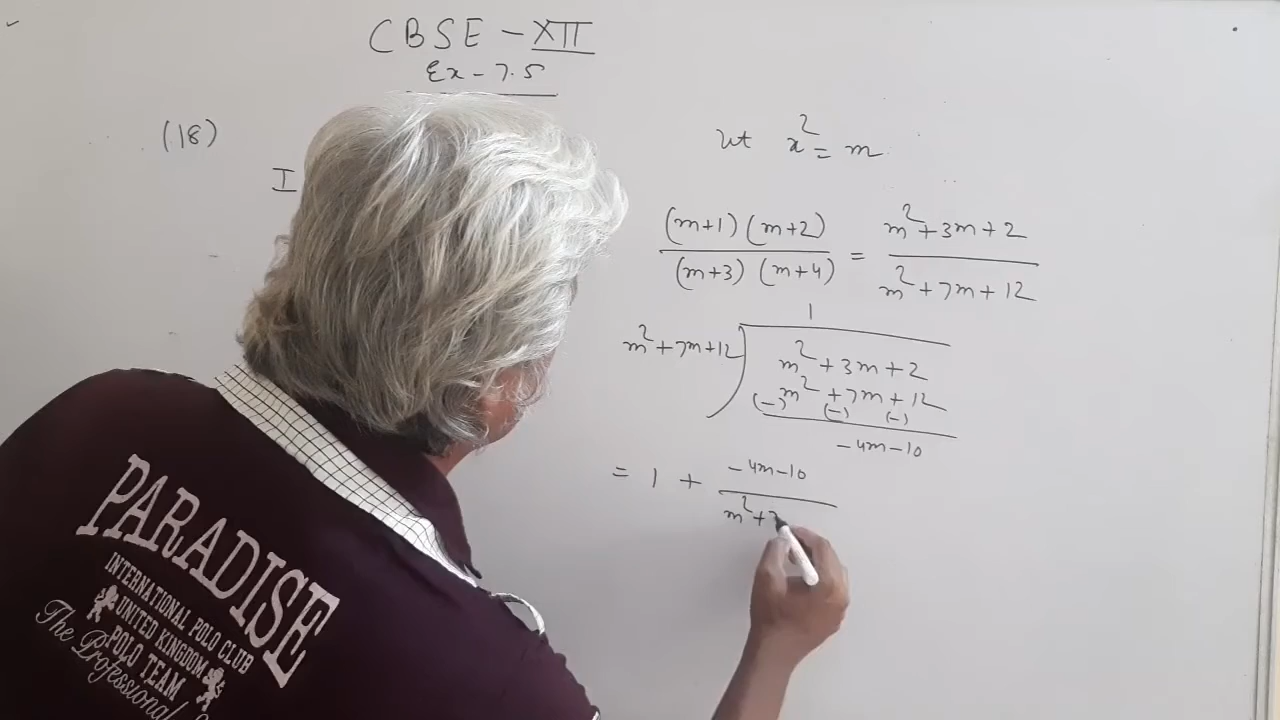 CBSE - XII
Ex - 7.5
(18)
I
let x² = m
(m+1) (m+2) / (m+3) (m+4) = m² + 3m + 2 / m² + 7m + 12
1
m² + 7m + 12 ) m² + 3m + 2
(-) m² + 7m + 12
(-) (-)
-4m - 10
= 1 + -4m - 10 / m² + 7
PARADISE
INTERNATIONAL POLO CLUB
UNITED KINGDOM
POLO TEAM
The Professional